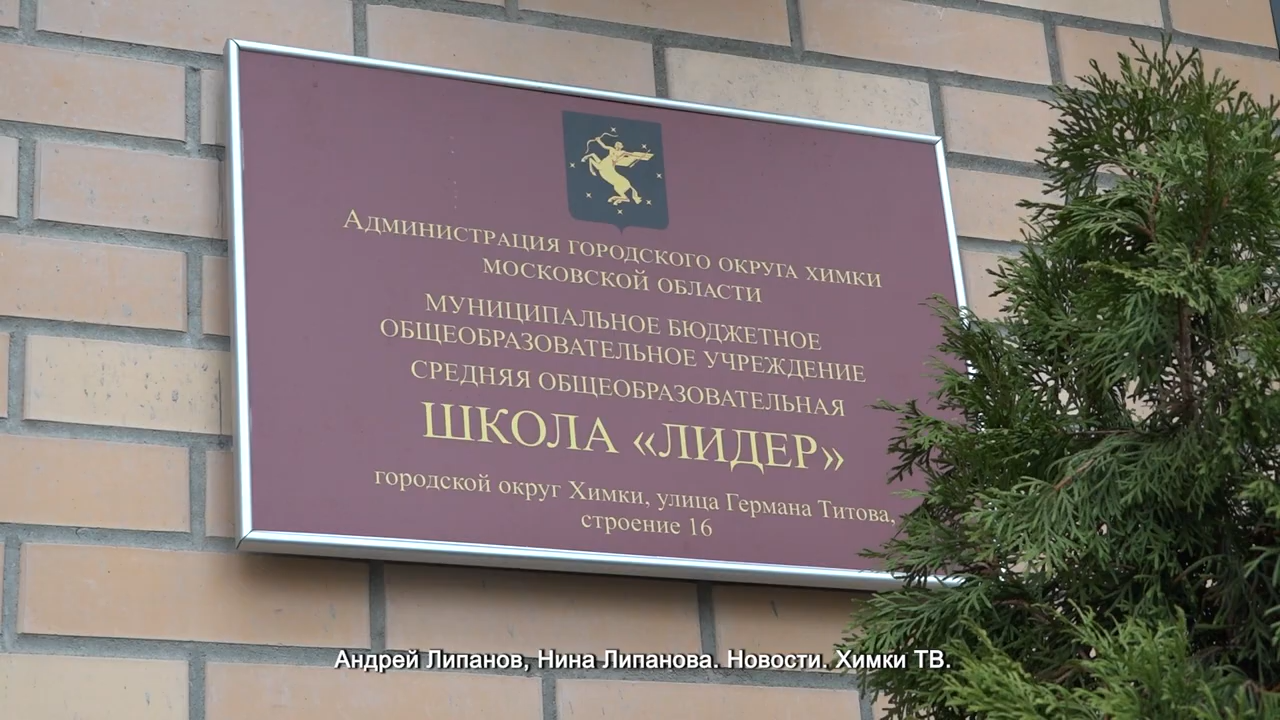 Администрация городского округа Химки
Московской области
МУНИЦИПАЛЬНОЕ БЮДЖЕТНОЕ
ОБЩЕОБРАЗОВАТЕЛЬНОЕ УЧРЕЖДЕНИЕ
СРЕДНЯЯ ОБЩЕОБРАЗОВАТЕЛЬНАЯ
ШКОЛА «ЛИДЕР»
городской округ Химки, улица Германа Титова,
строение 16
Андрей Липанов, Нина Липанова. Новости. Химки ТВ.